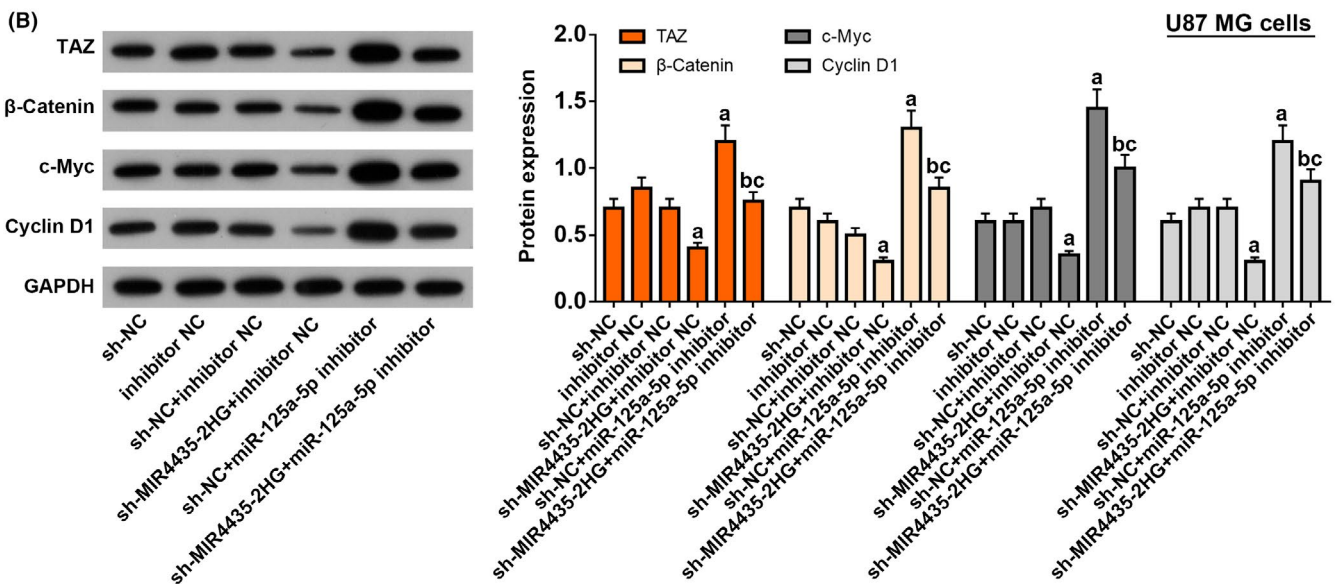 (B)
TAZ
β-Catenin
c-Myc
Cyclin D1
GAPDH
sh-NC
inhibitor NC
sh-NC+inhibitor NC
sh-MIR4435-2HG+inhibitor NC
sh-NC+miR-125a-5p inhibitor
sh-MIR4435-2HG+miR-125a-5p inhibitor
U87 MG cells
TAZ
β-Catenin
c-Myc
Cyclin D1
Protein expression
2.0
1.5
1.0
0.5
0.0
a
a
bc
a
a
bc
a
a
bc
a
a
bc
sh-NC
inhibitor NC
sh-NC+inhibitor NC
sh-MIR4435-2HG+inhibitor NC
sh-NC+miR-125a-5p inhibitor
sh-MIR4435-2HG+miR-125a-5p inhibitor
sh-NC
inhibitor NC
sh-NC+inhibitor NC
sh-MIR4435-2HG+inhibitor NC
sh-NC+miR-125a-5p inhibitor
sh-MIR4435-2HG+miR-125a-5p inhibitor
sh-NC
inhibitor NC
sh-NC+inhibitor NC
sh-MIR4435-2HG+inhibitor NC
sh-NC+miR-125a-5p inhibitor
sh-MIR4435-2HG+miR-125a-5p inhibitor
sh-NC
inhibitor NC
sh-NC+inhibitor NC
sh-MIR4435-2HG+inhibitor NC
sh-NC+miR-125a-5p inhibitor
sh-MIR4435-2HG+miR-125a-5p inhibitor